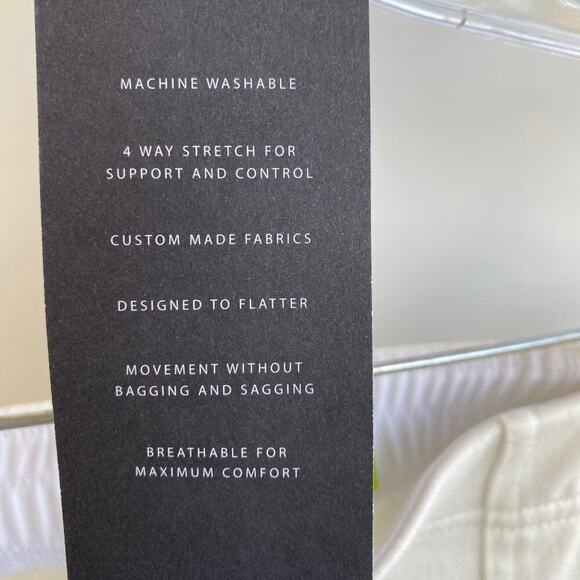 MACHINE WASHABLE
4 WAY STRETCH FOR
SUPPORT AND CONTROL
CUSTOM MADE FABRICS
DESIGNED TO FLATTER
MOVEMENT WITHOUT
BAGGING AND SAGGING
BREATHABLE FOR
MAXIMUM COMFORT